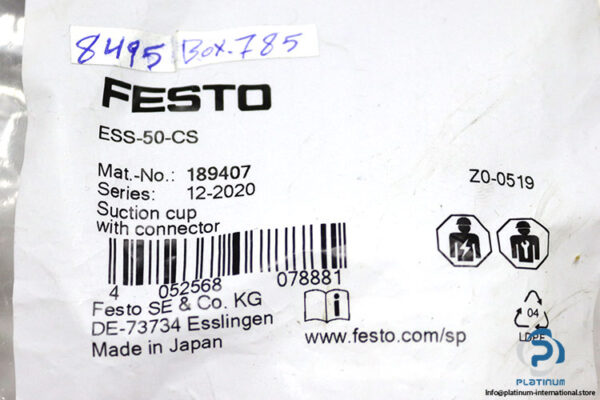 8495 Box.785
FESTO
ESS-50-CS
Mat.-No.: 189407
Series: 12-2020
Z0-0519
Suction cup
with connector
4 052568 078881
Festo SE & Co. KG
DE-73734 Esslingen
Made in Japan
www.festo.com/sp
04
LDPE
PLATINUM
Info@platinum-international.store